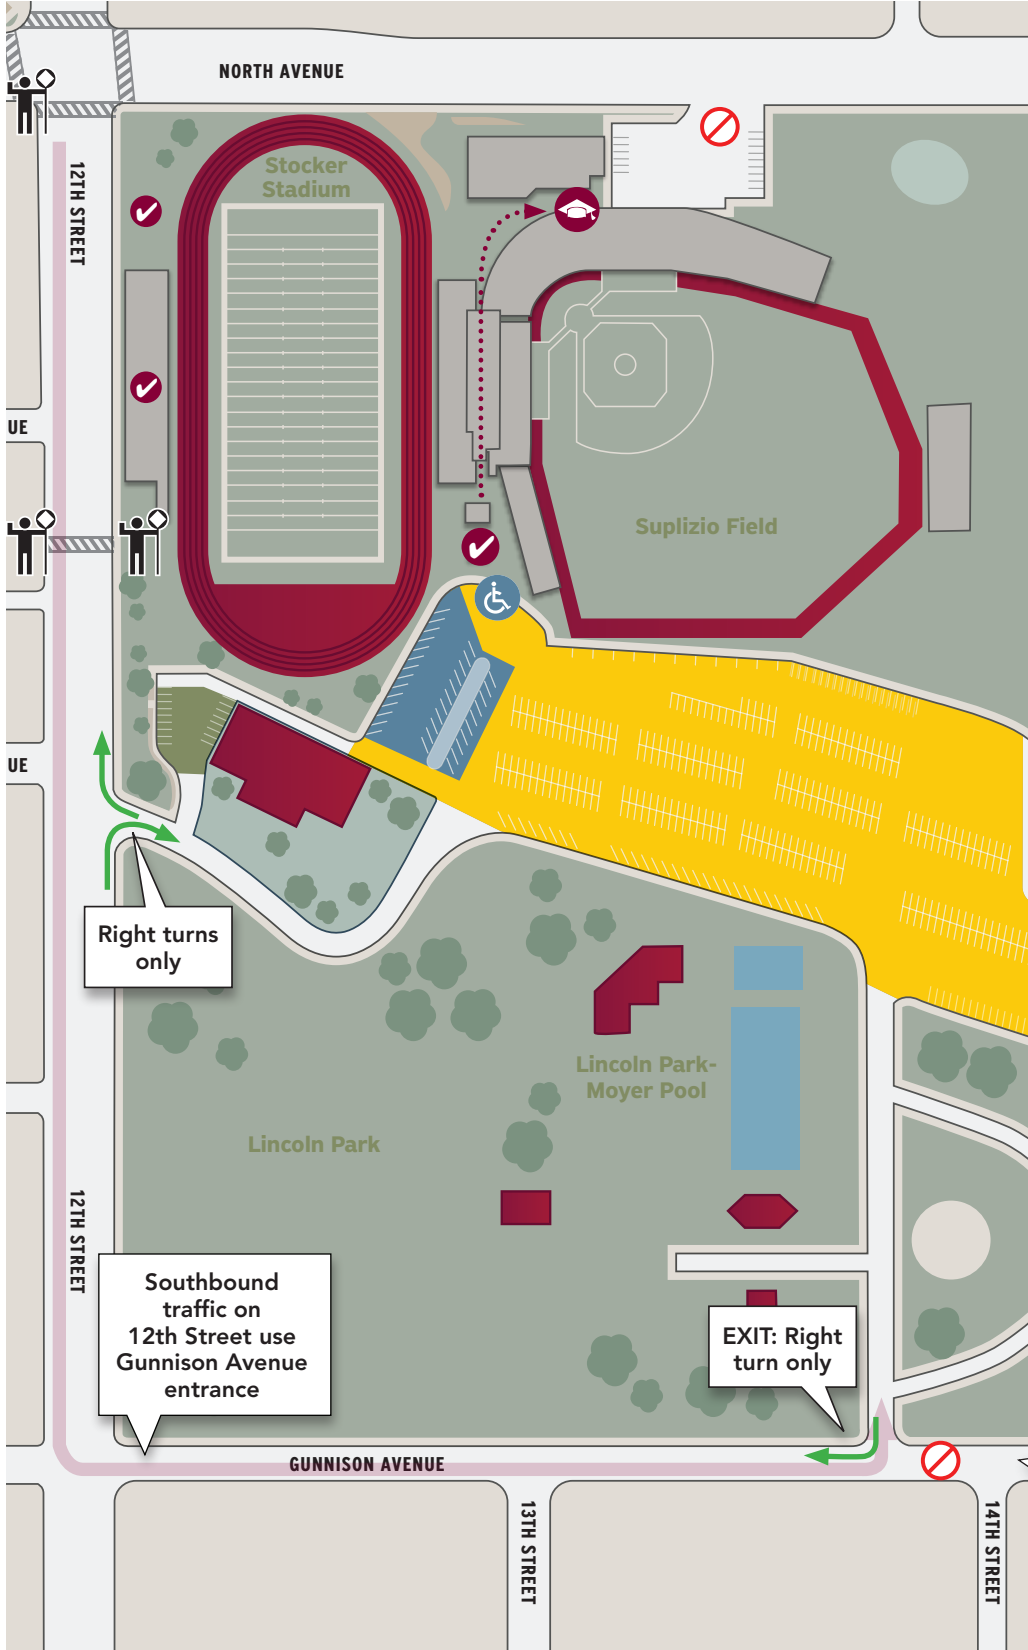 NORTH AVENUE
12TH STREET
Stocker
Stadium
UE
Suplizio Field
UE
Right turns
only
Lincoln Park-
Moyer Pool
Lincoln Park
12TH STREET
Southbound
traffic on
12th Street use
Gunnison Avenue
entrance
EXIT: Right
turn only
GUNNISON AVENUE
13TH STREET
14TH STREET